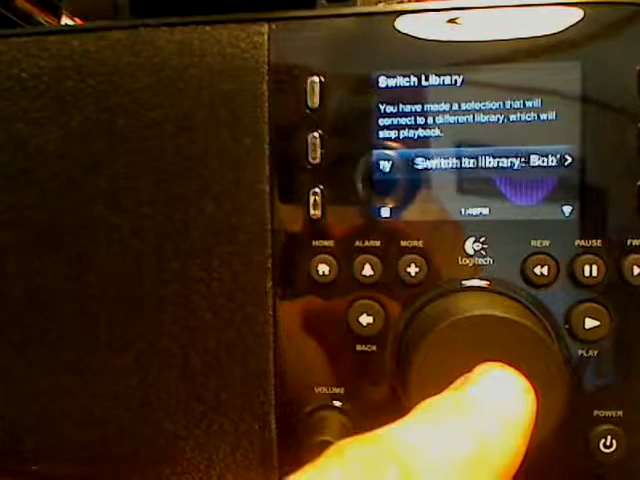 Switch Library
You have made a selection that will
connect to a different library, which will
stop playback.
ry Switch to library: Bob'
1:46PM
HOME ALARM MORE
Logitech
REW PAUSE
BACK
PLAY
VOLUME
POWER